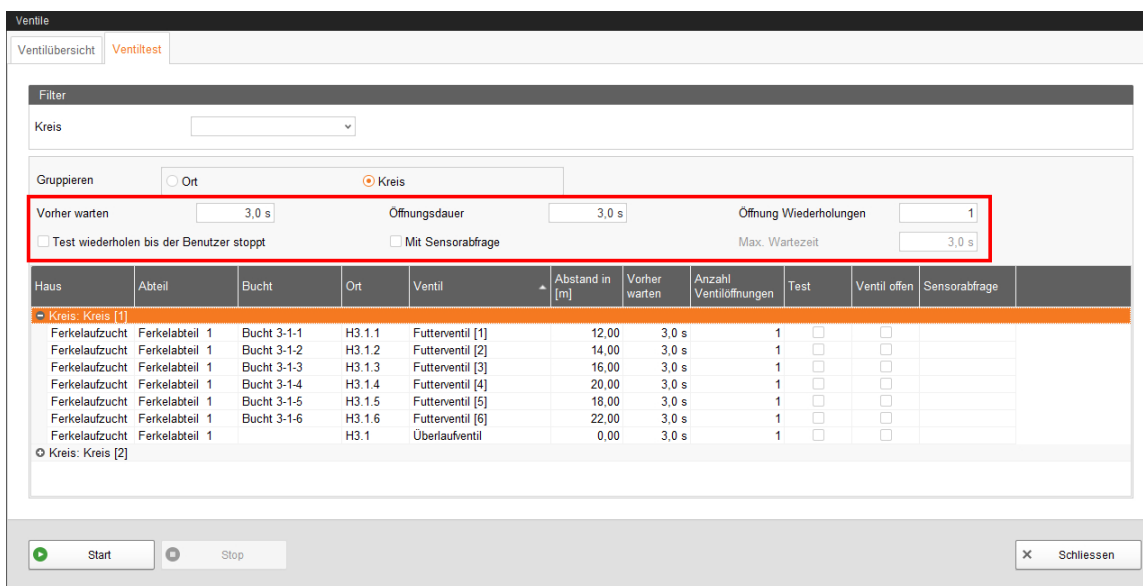 Ventile
Ventilübersicht Ventiltest
Filter
Kreis
Gruppieren Ort Kreis
Vorher warten 3,0 s Öffnungsdauer 3,0 s Öffnung Wiederholungen 1
Test wiederholen bis der Benutzer stoppt Mit Sensorabfrage Max. Wartezeit 3,0 s
Haus Abteil Bucht Ort Ventil Abstand in [m] Vorher warten Anzahl Ventilöffnungen Test Ventil offen Sensorabfrage
Kreis: Kreis [1]
Ferkelaufzucht Ferkelabteil 1 Bucht 3-1-1 H3.1.1 Futterventil [1] 12,00 3,0 s 1
Ferkelaufzucht Ferkelabteil 1 Bucht 3-1-2 H3.1.2 Futterventil [2] 14,00 3,0 s 1
Ferkelaufzucht Ferkelabteil 1 Bucht 3-1-3 H3.1.3 Futterventil [3] 16,00 3,0 s 1
Ferkelaufzucht Ferkelabteil 1 Bucht 3-1-4 H3.1.4 Futterventil [4] 20,00 3,0 s 1
Ferkelaufzucht Ferkelabteil 1 Bucht 3-1-5 H3.1.5 Futterventil [5] 18,00 3,0 s 1
Ferkelaufzucht Ferkelabteil 1 Bucht 3-1-6 H3.1.6 Futterventil [6] 22,00 3,0 s 1
Ferkelaufzucht Ferkelabteil 1 H3.1 Überlaufventil 0,00 3,0 s 1
Kreis: Kreis [2]
Start Stop Schliessen